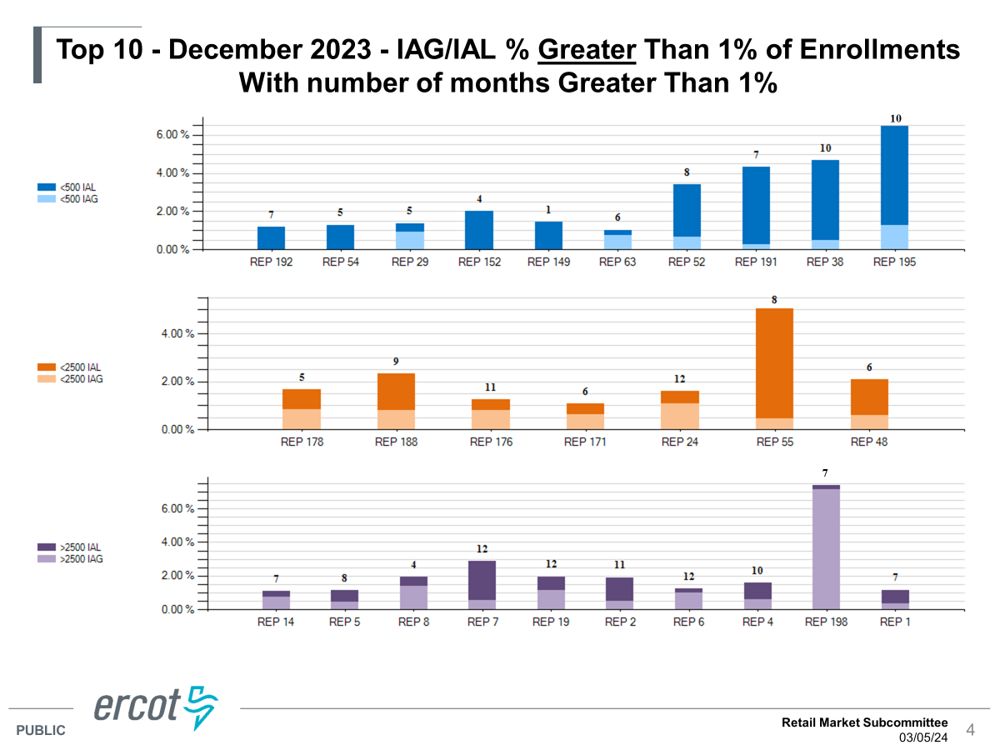 Top 10 - December 2023 - IAG/IAL % Greater Than 1% of Enrollments
With number of months Greater Than 1%
<500 IAL
<500 IAG
6.00 %
4.00 %
2.00 %
0.00 %
7 5 5 4 1 6 8 7 10 10
REP 192 REP 54 REP 29 REP 152 REP 149 REP 63 REP 52 REP 191 REP 38 REP 195
<2500 IAL
<2500 IAG
4.00 %
2.00 %
0.00 %
5 9 11 6 12 8 6
REP 178 REP 188 REP 176 REP 171 REP 24 REP 55 REP 48
>2500 IAL
>2500 IAG
6.00 %
4.00 %
2.00 %
0.00 %
7 8 4 12 12 11 12 10 7 7
REP 14 REP 5 REP 8 REP 7 REP 19 REP 2 REP 6 REP 4 REP 198 REP 1
ercot
PUBLIC
Retail Market Subcommittee
03/05/24
4